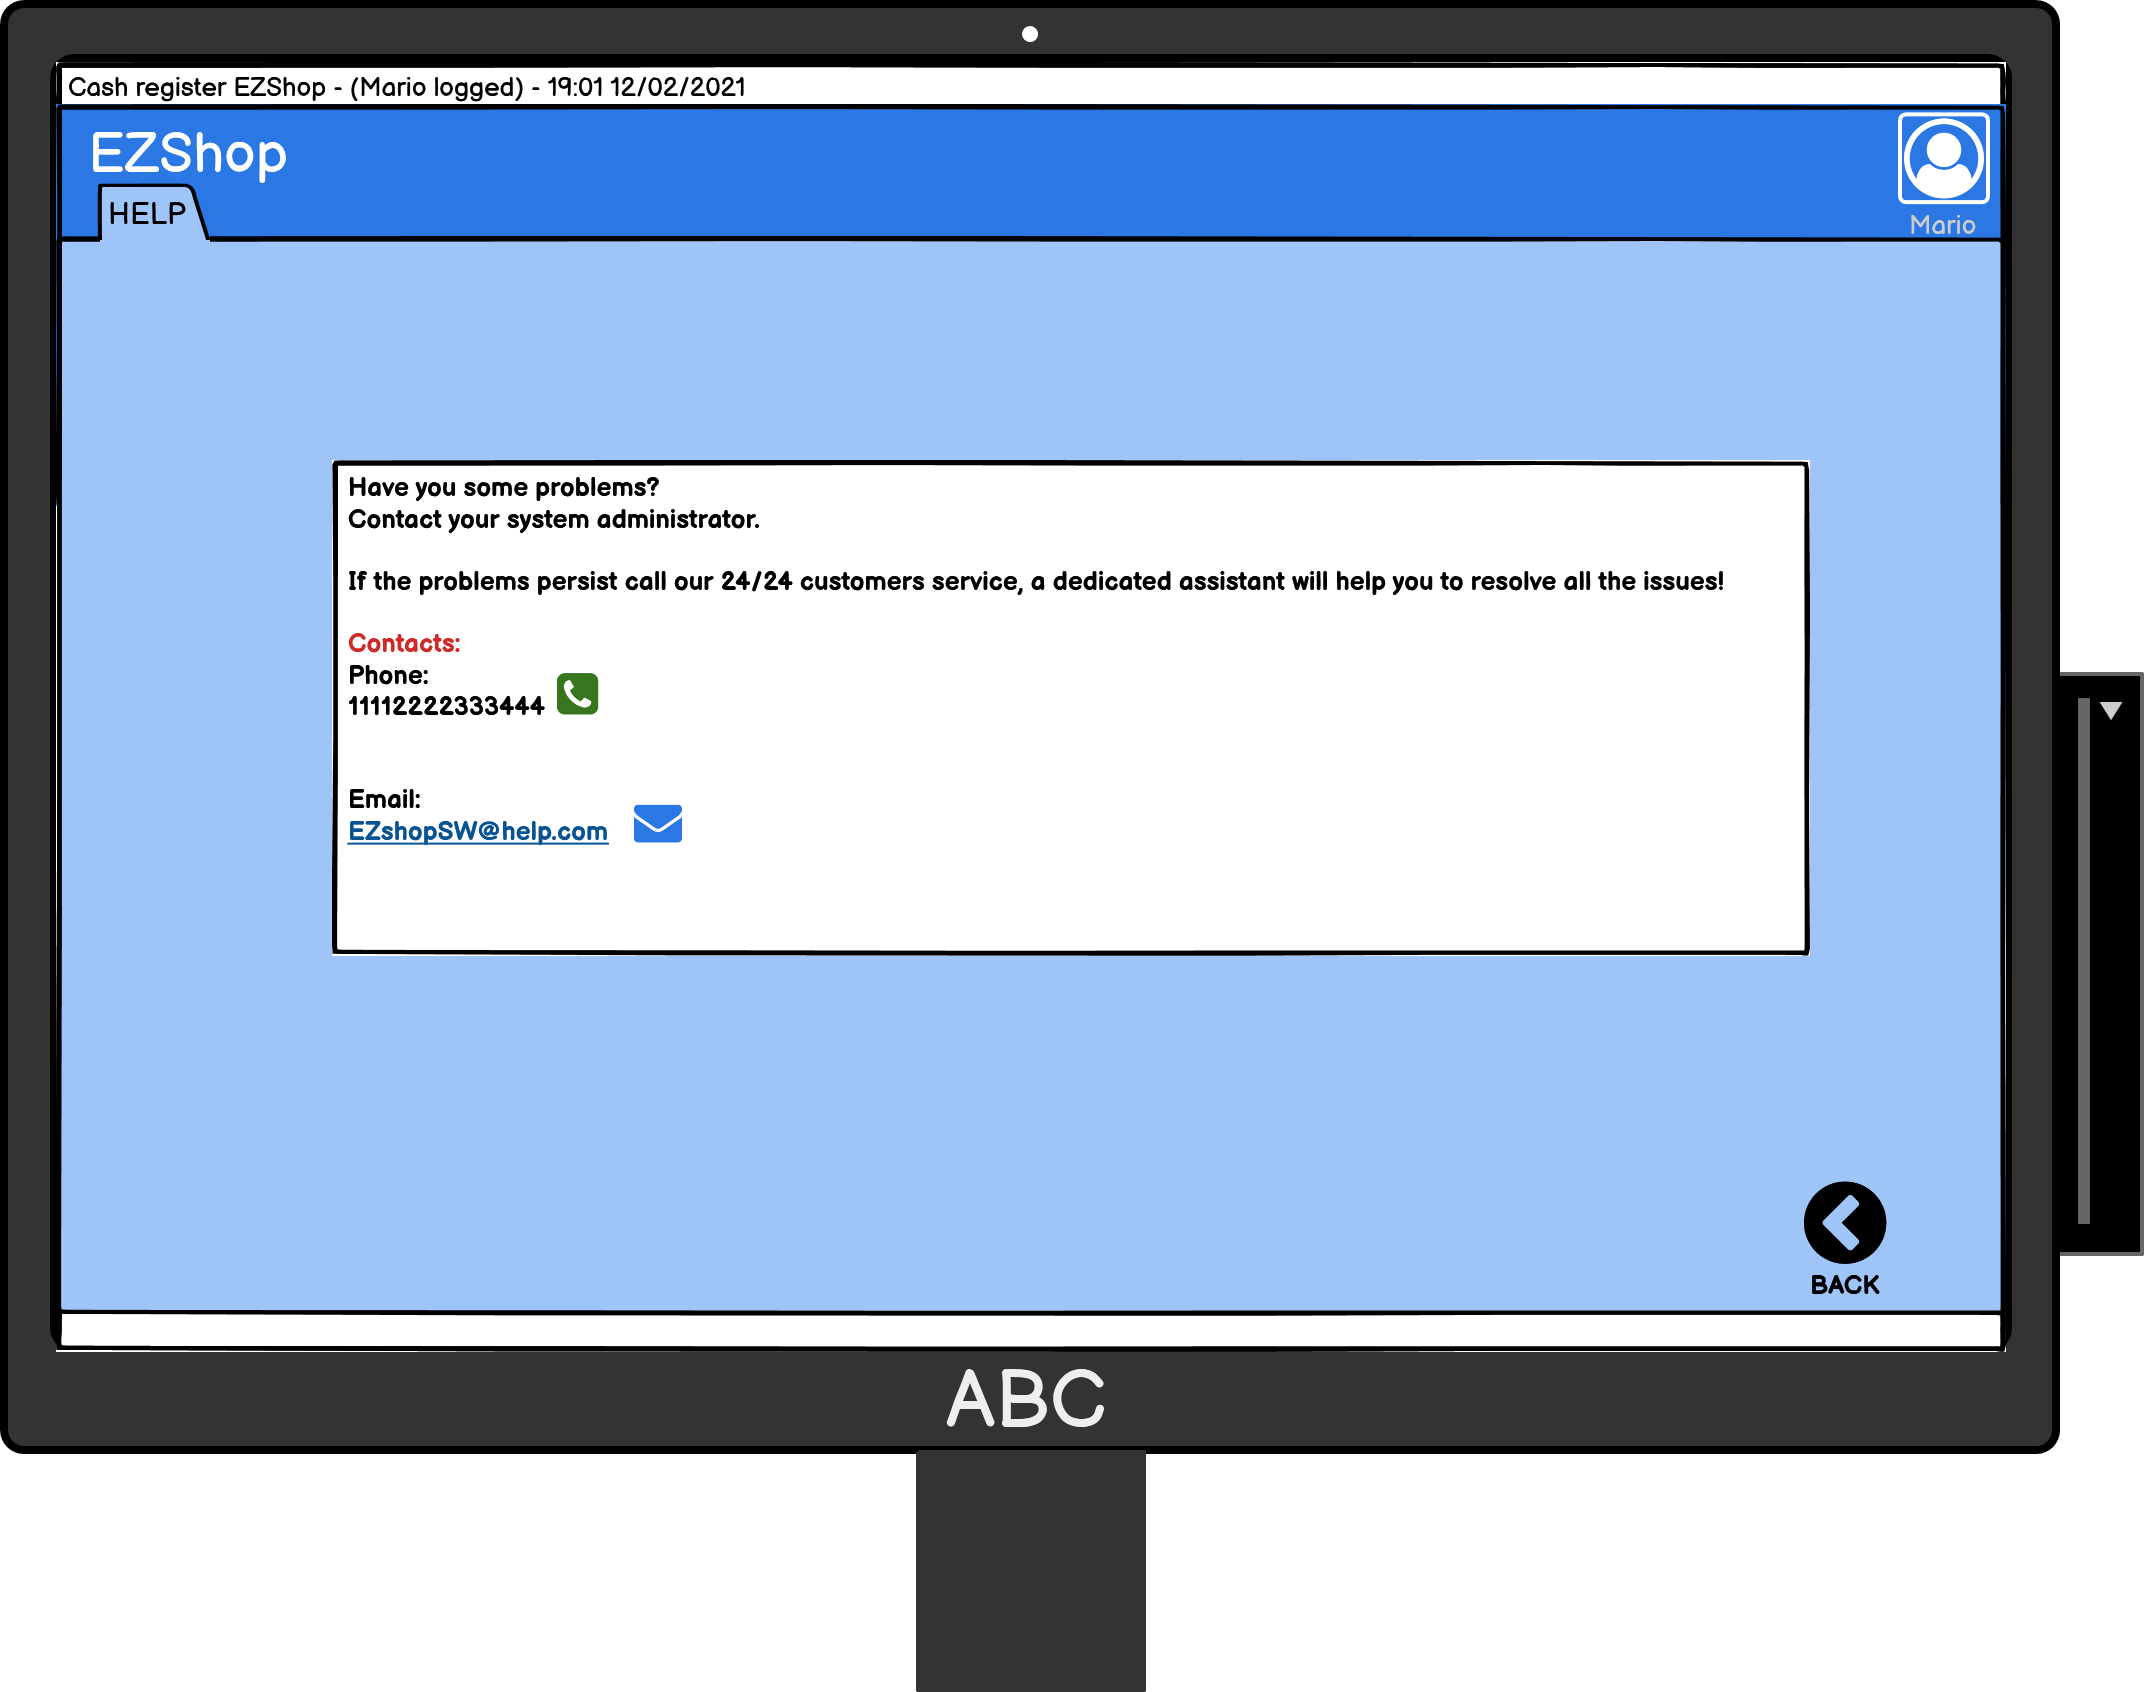 Cash register EZShop - (Mario logged) - 19:01 12/02/2021
EZShop
HELP
Mario
Have you some problems?
Contact your system administrator.
If the problems persist call our 24/24 customers service, a dedicated assistant will help you to resolve all the issues!
Contacts:
Phone:
11112222333444
Email:
EZshopSW@help.com
BACK
ABC